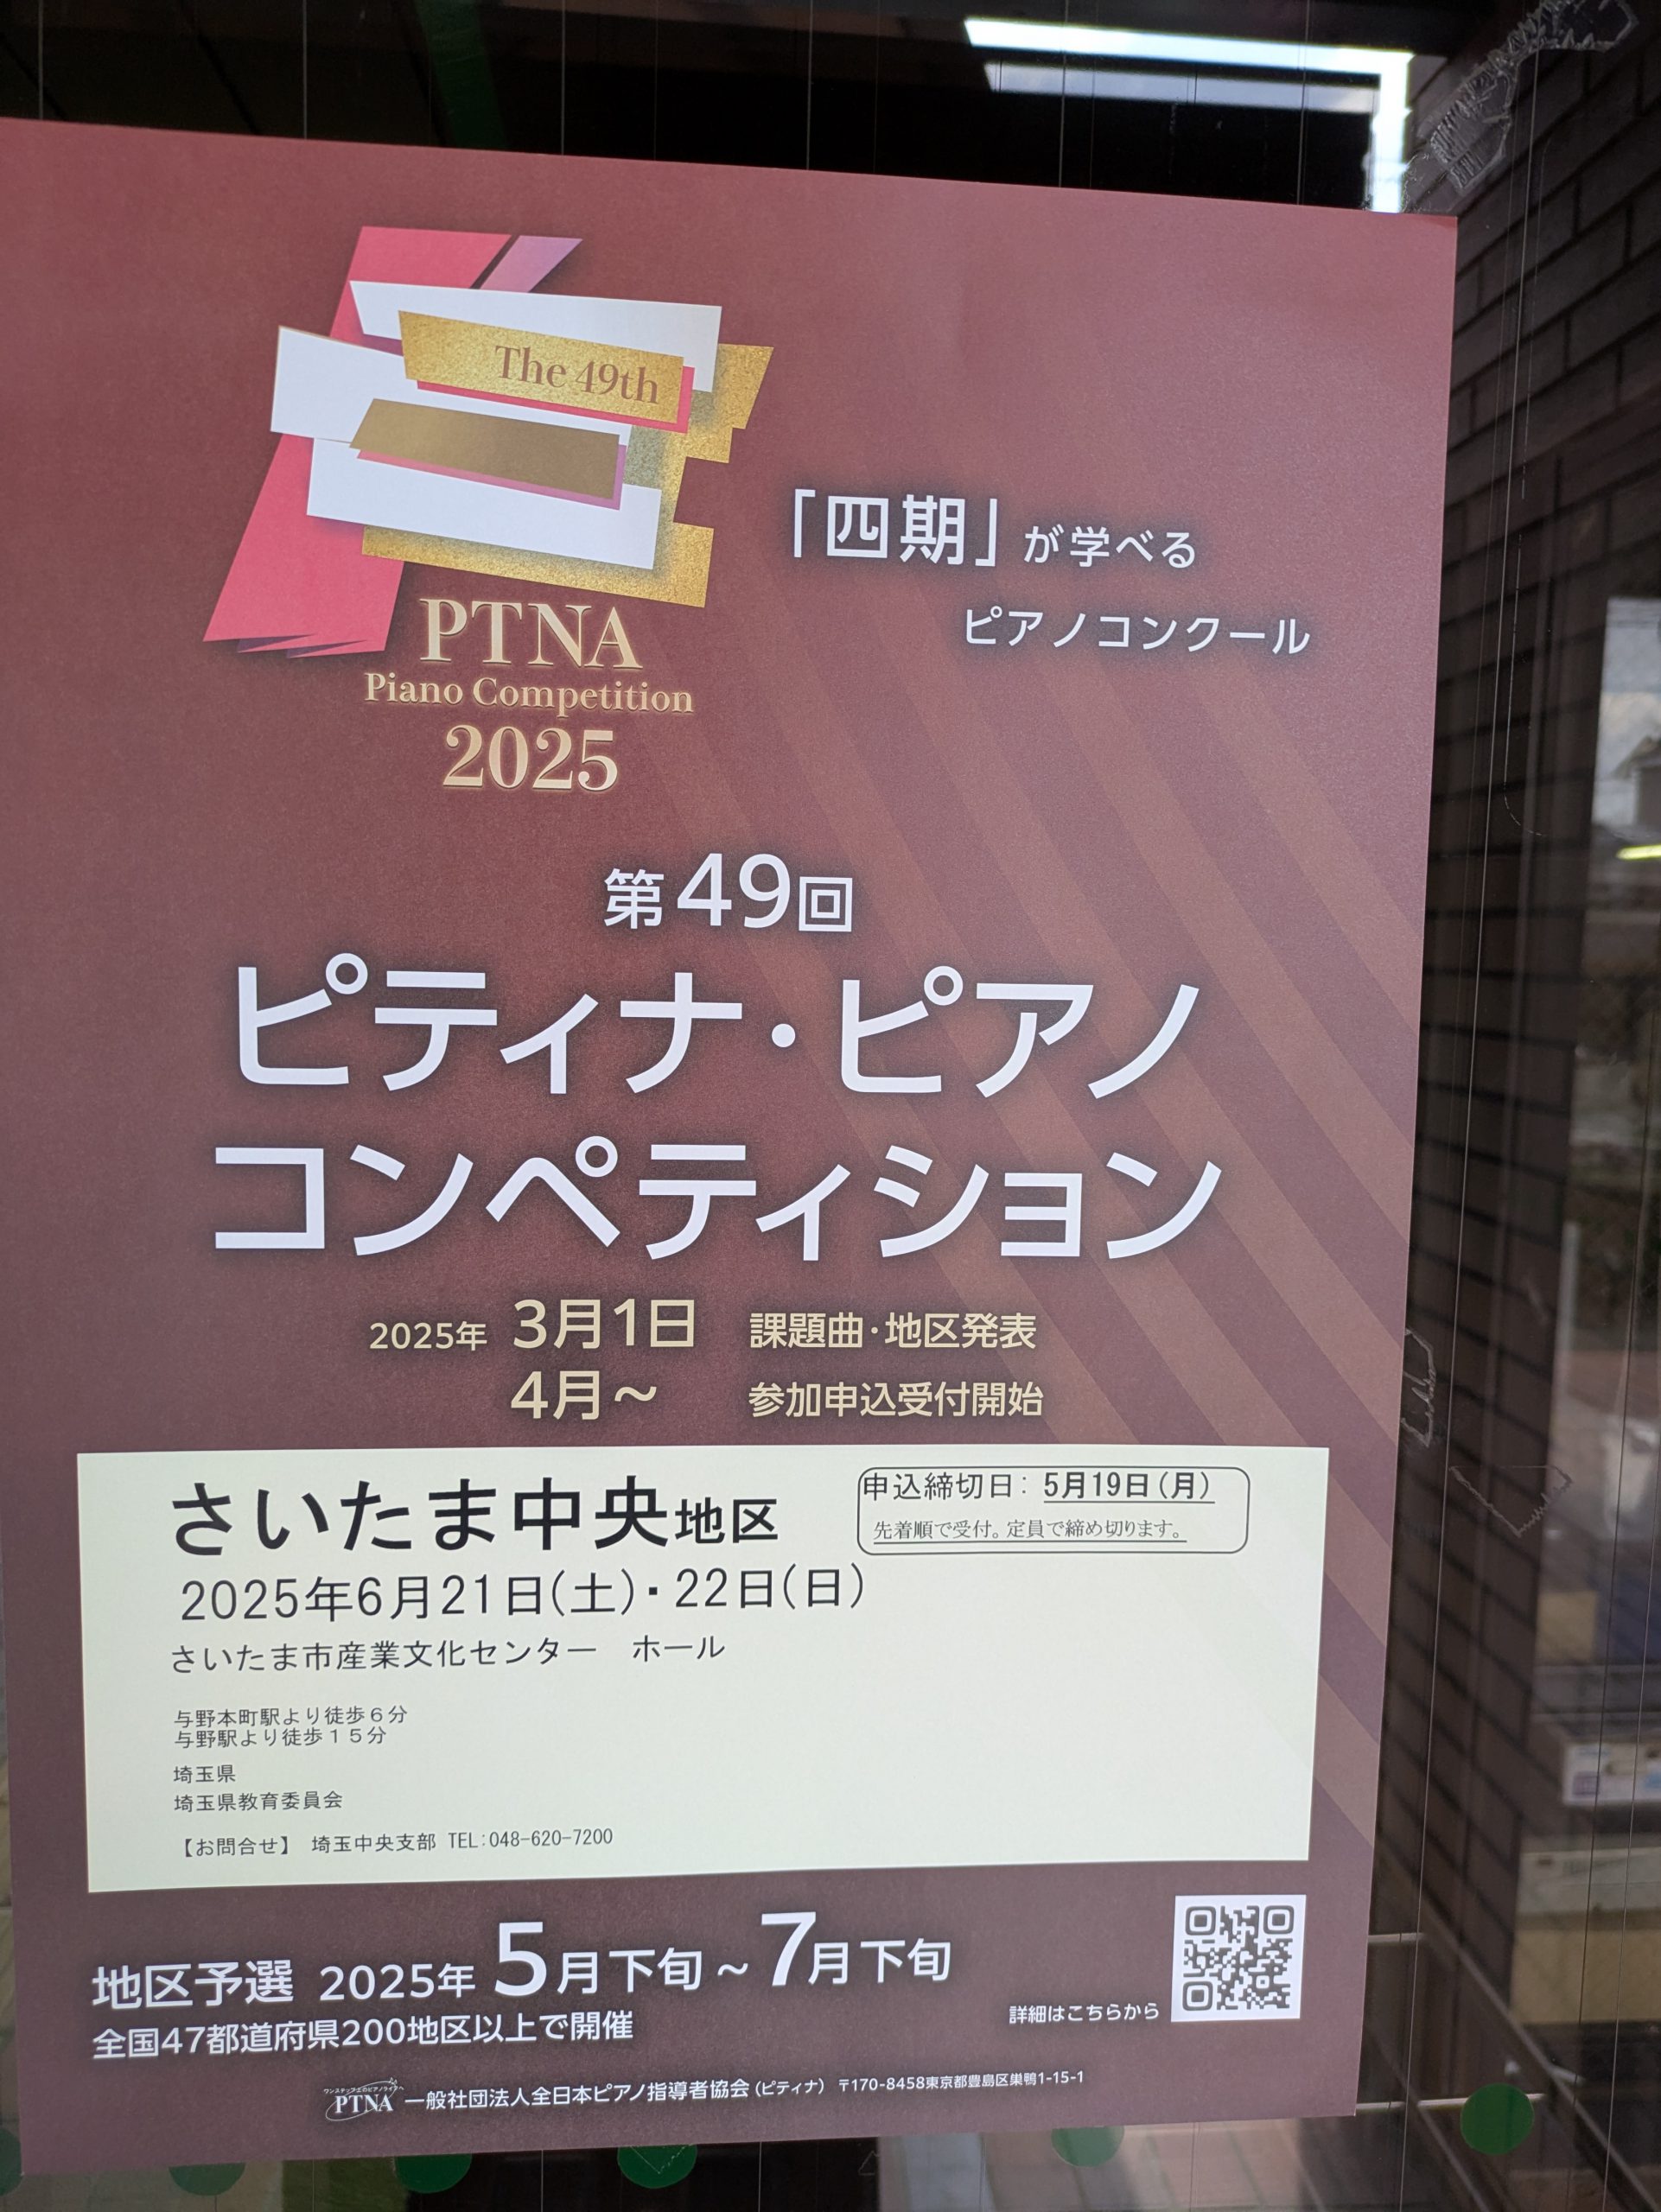 The 49th
PTNA
Piano Competition
2025
「四期」が学べる
ピアノコンクール
第49回
ピティナ・ピアノ
コンペティション
2025年 3月1日 課題曲・地区発表
4月~ 参加申込受付開始
さいたま中央地区
申込締切日: 5月19日(月)
先着順で受付。定員で締め切ります。
2025年6月21日(土)・22日(日)
さいたま市産業文化センター ホール
与野本町駅より徒歩6分
与野駅より徒歩15分
埼玉県
埼玉県教育委員会
【お問合せ】 埼玉中央支部 TEL:048-620-7200
地区予選 2025年 5月下旬~7月下旬
全国47都道府県200地区以上で開催
詳細はこちらから
PTNA 一般社団法人全日本ピアノ指導者協会(ピティナ) 〒170-8458東京都豊島区巣鴨1-15-1